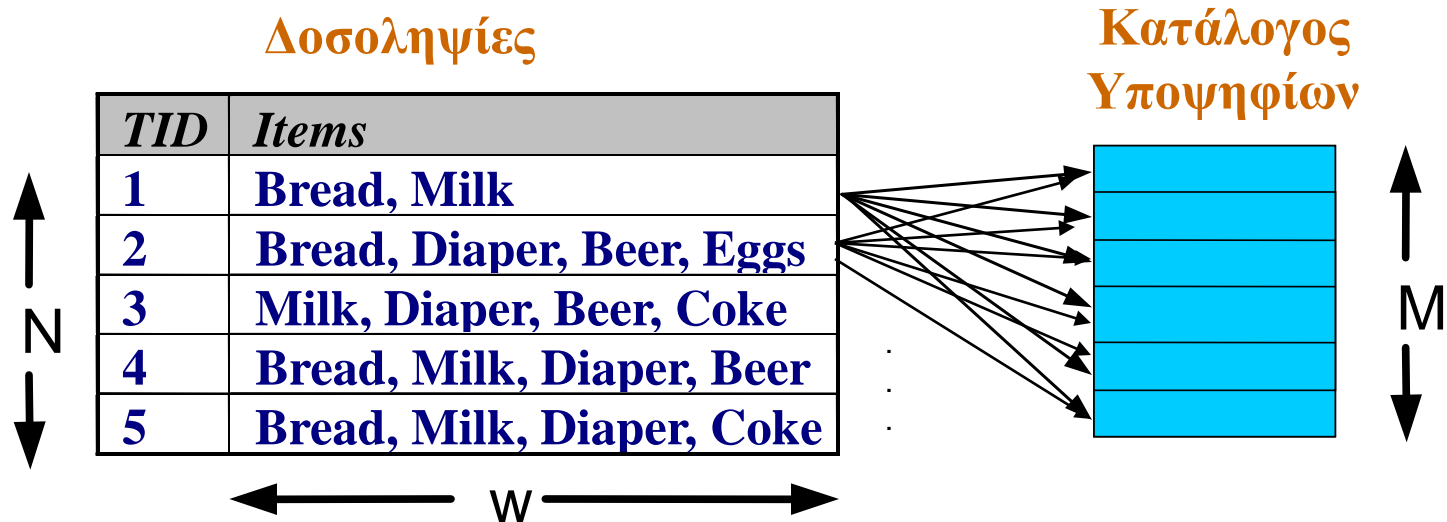 Δοσοληψίες
Κατάλογος
Υποψηφίων
TID Items
1 Bread, Milk
2 Bread, Diaper, Beer, Eggs
3 Milk, Diaper, Beer, Coke
4 Bread, Milk, Diaper, Beer
5 Bread, Milk, Diaper, Coke
N
M
w